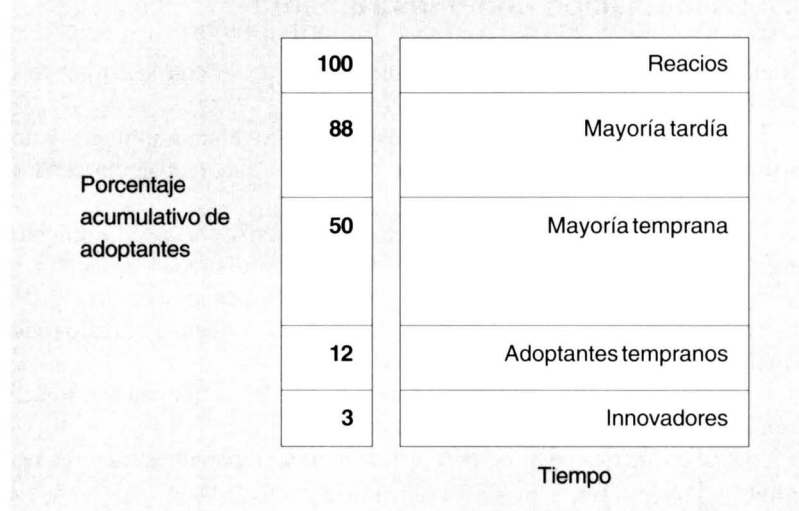 100 Reacios
88 Mayoría tardía
Porcentaje
acumulativo de
adoptantes
50 Mayoría temprana
12 Adoptantes tempranos
3 Innovadores
Tiempo